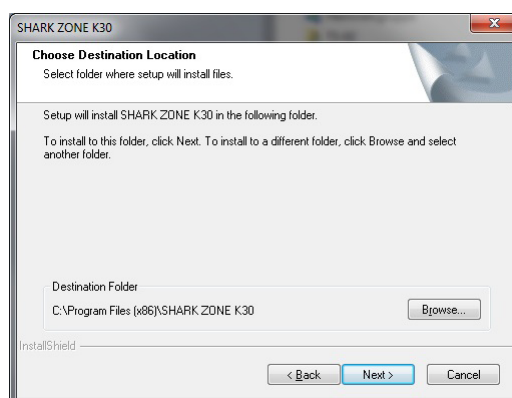 SHARK ZONE K30
Choose Destination Location
Select folder where setup will install files.
Setup will install SHARK ZONE K30 in the following folder.
To install to this folder, click Next. To install to a different folder, click Browse and select
another folder.
Destination Folder
C:\Program Files (x86)\SHARK ZONE K30
Browse...
InstallShield
< Back
Next >
Cancel